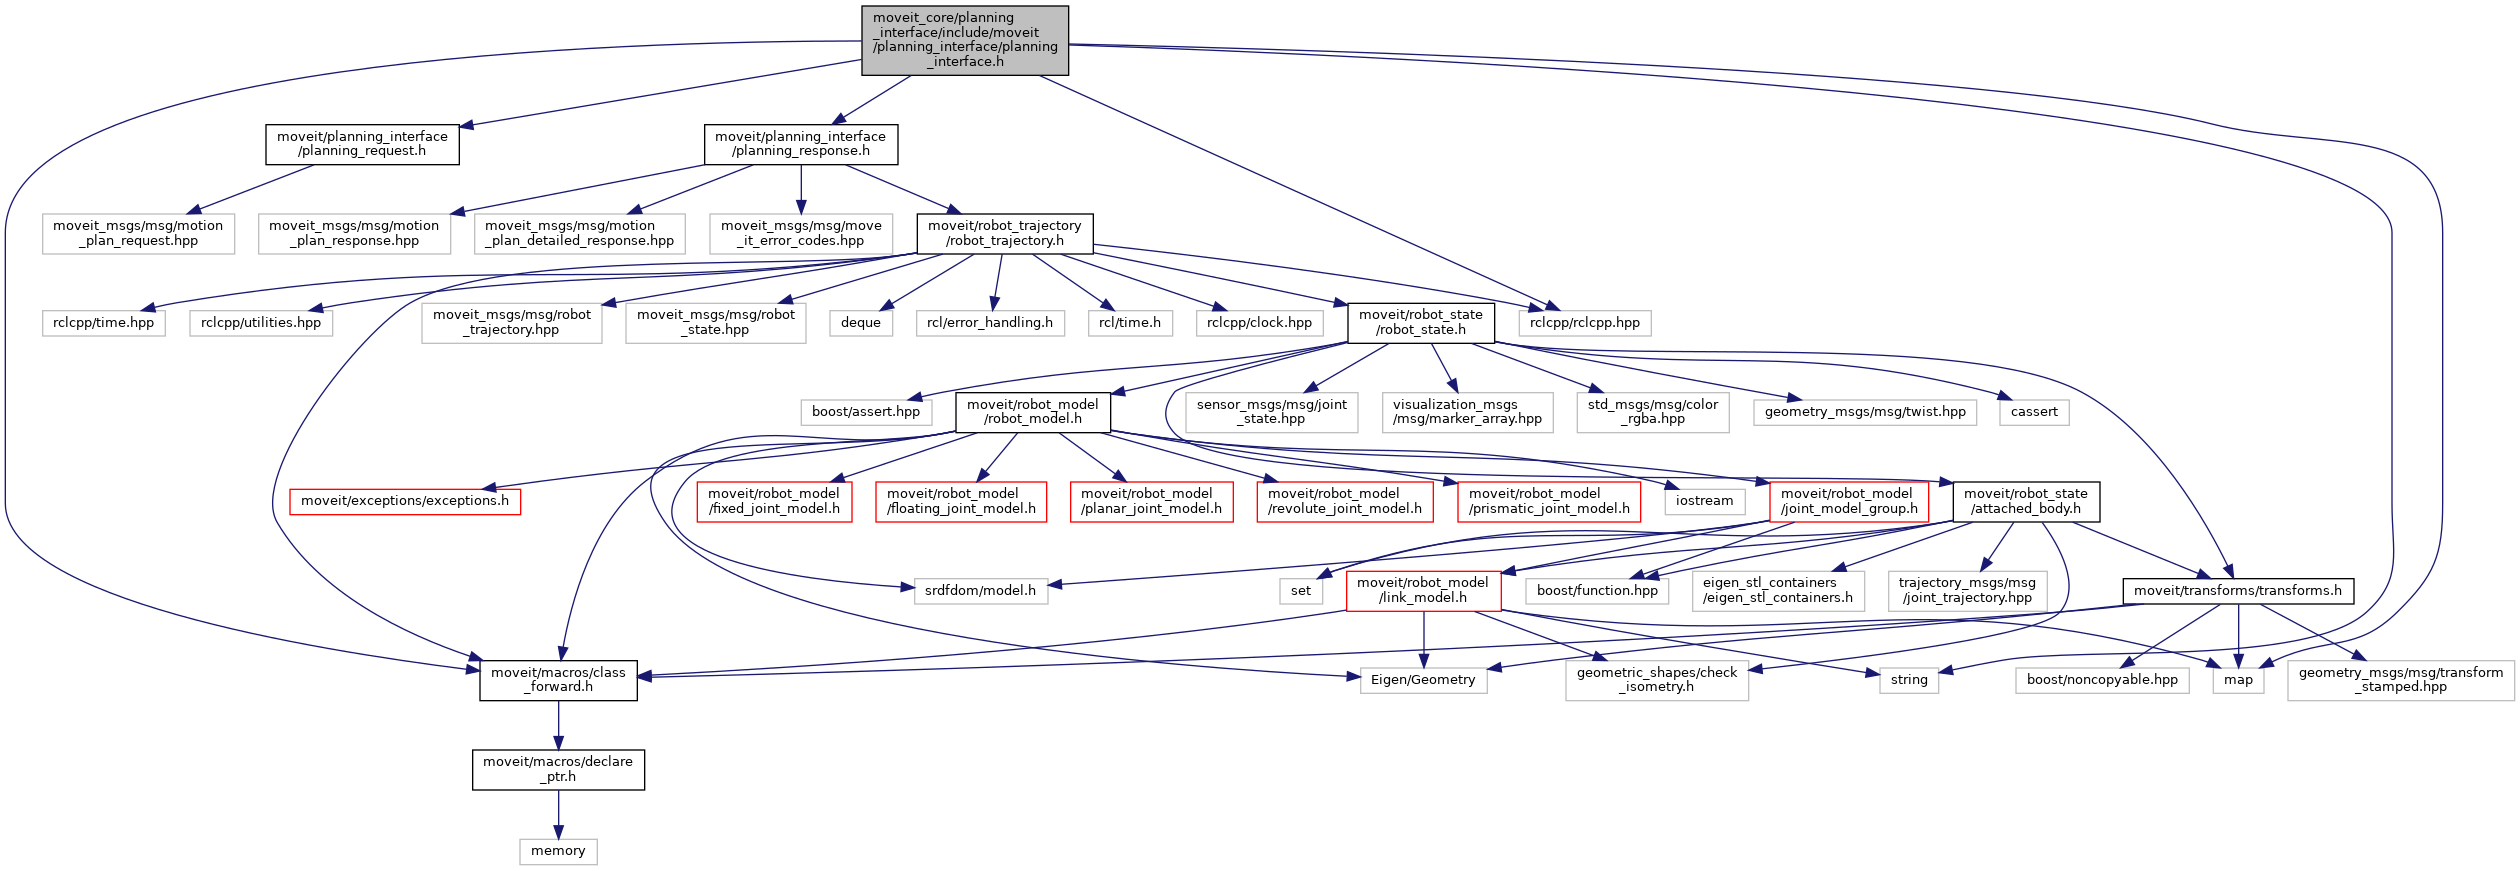 moveit_core/planning
_interface/include/moveit
/planning_interface/planning
_interface.h
moveit/planning_interface
/planning_request.h
moveit/planning_interface
/planning_response.h
moveit_msgs/msg/motion
_plan_request.hpp
moveit_msgs/msg/motion
_plan_response.hpp
moveit_msgs/msg/motion
_plan_detailed_response.hpp
moveit_msgs/msg/move
_it_error_codes.hpp
moveit/robot_trajectory
/robot_trajectory.h
rclcpp/time.hpp
rclcpp/utilities.hpp
moveit_msgs/msg/robot
_trajectory.hpp
moveit_msgs/msg/robot
_state.hpp
deque
rcl/error_handling.h
rcl/time.h
rclcpp/clock.hpp
moveit/robot_state
/robot_state.h
rclcpp/rclcpp.hpp
boost/assert.hpp
moveit/robot_model
/robot_model.h
sensor_msgs/msg/joint
_state.hpp
visualization_msgs
/msg/marker_array.hpp
std_msgs/msg/color
_rgba.hpp
geometry_msgs/msg/twist.hpp
cassert
moveit/exceptions/exceptions.h
moveit/robot_model
/fixed_joint_model.h
moveit/robot_model
/floating_joint_model.h
moveit/robot_model
/planar_joint_model.h
moveit/robot_model
/revolute_joint_model.h
moveit/robot_model
/prismatic_joint_model.h
iostream
moveit/robot_model
/joint_model_group.h
moveit/robot_state
/attached_body.h
srdfdom/model.h
set
moveit/robot_model
/link_model.h
boost/function.hpp
eigen_stl_containers
/eigen_stl_containers.h
trajectory_msgs/msg
/joint_trajectory.hpp
moveit/transforms/transforms.h
moveit/macros/class
_forward.h
Eigen/Geometry
geometric_shapes/check
_isometry.h
string
boost/noncopyable.hpp
map
geometry_msgs/msg/transform
_stamped.hpp
moveit/macros/declare
_ptr.h
memory